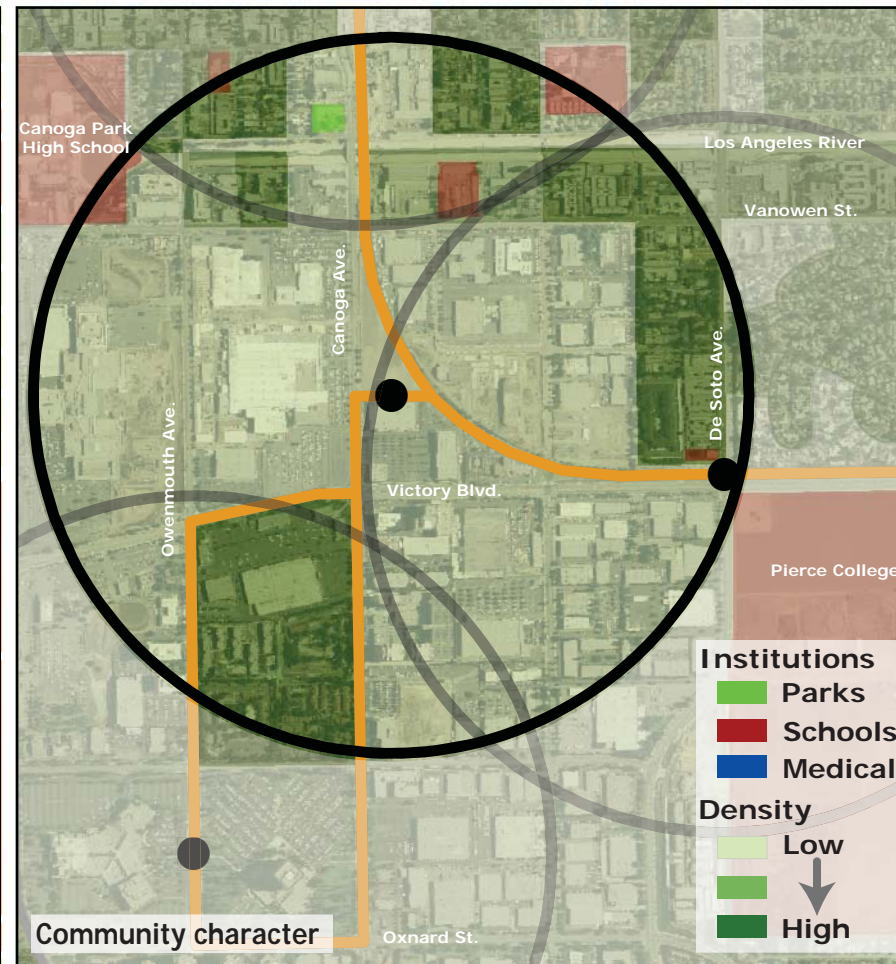 Canoga Park
High School
Los Angeles River
Vanowen St.
Canoga Ave.
De Soto Ave.
Owenmouth Ave.
Victory Blvd.
Pierce College
Institutions
Parks
Schools
Medical
Density
Low
High
Community character
Oxnard St.